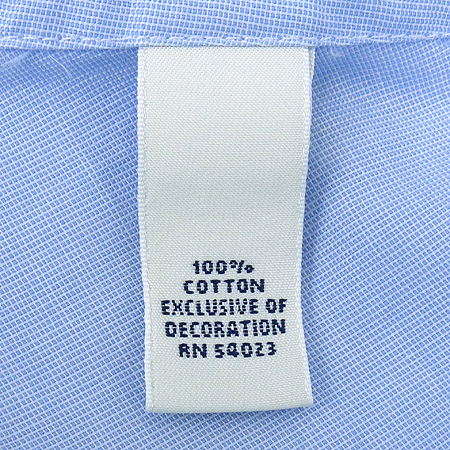 100%
COTTON
EXCLUSIVE OF
DECORATION
RN 54023